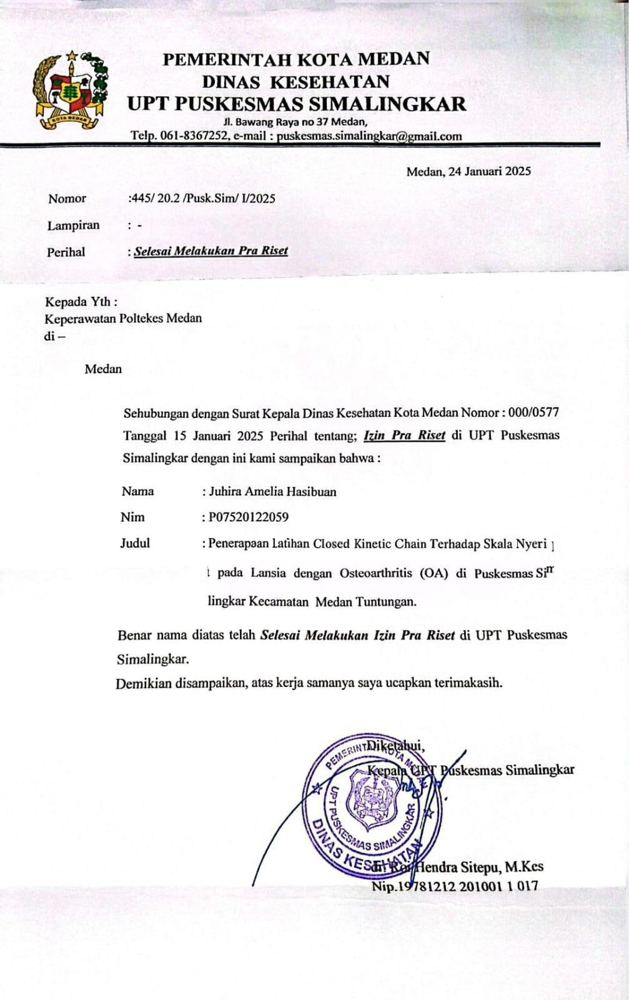 PEMERINTAH KOTA MEDAN
DINAS KESEHATAN
UPT PUSKESMAS SIMALINGKAR
Jl. Bawang Raya no 37 Medan,
Telp. 061-8367252, e-mail : puskesmas.simalingkar@gmail.com
KOTA MEDAN
Medan, 24 Januari 2025
Nomor :445/ 20.2 /Pusk.Sim/ I/2025
Lampiran : -
Perihal : Selesai Melakukan Pra Riset
Kepada Yth :
Keperawatan Poltekes Medan
di –
Medan
Sehubungan dengan Surat Kepala Dinas Kesehatan Kota Medan Nomor : 000/0577
Tanggal 15 Januari 2025 Perihal tentang; Izin Pra Riset di UPT Puskesmas
Simalingkar dengan ini kami sampaikan bahwa :
Nama : Juhira Amelia Hasibuan
Nim : P07520122059
Judul : Penerapaan Latihan Closed Kinetic Chain Terhadap Skala Nyeri
pada Lansia dengan Osteoarthritis (OA) di Puskesmas
lingkar Kecamatan Medan Tuntungan.
Benar nama diatas telah Selesai Melakukan Izin Pra Riset di UPT Puskesmas
Simalingkar.
Demikian disampaikan, atas kerja samanya saya ucapkan terimakasih.
Diketahui,
Kepala UPT Puskesmas Simalingkar
PEMERINTAH KOTA MEDAN
UPT PUSKESMAS SIMALINGKAR
DINAS KESEHATAN
Hendra Sitepu, M.Kes
Nip.19781212 201001 1 017